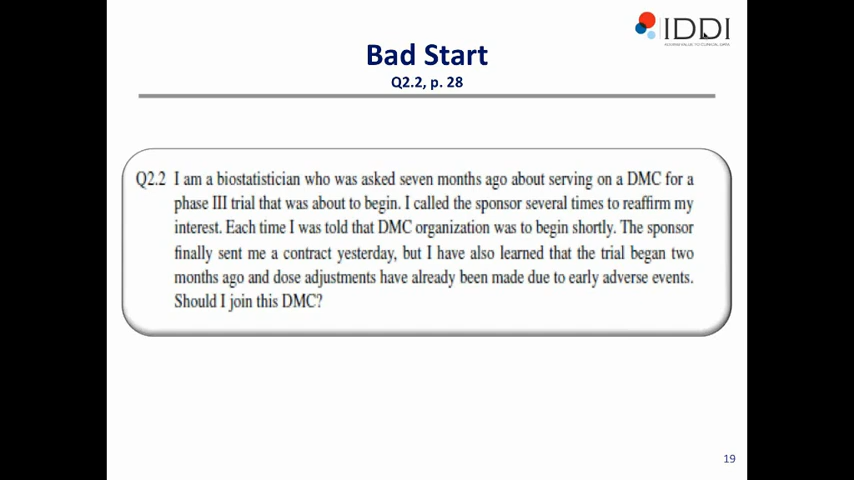 IDDI
Bad Start
Q2.2, p. 28
Q2.2 I am a biostatistician who was asked seven months ago about serving on a DMC for a
phase III trial that was about to begin. I called the sponsor several times to reaffirm my
interest. Each time I was told that DMC organization was to begin shortly. The sponsor
finally sent me a contract yesterday, but I have also learned that the trial began two
months ago and dose adjustments have already been made due to early adverse events.
Should I join this DMC?
19